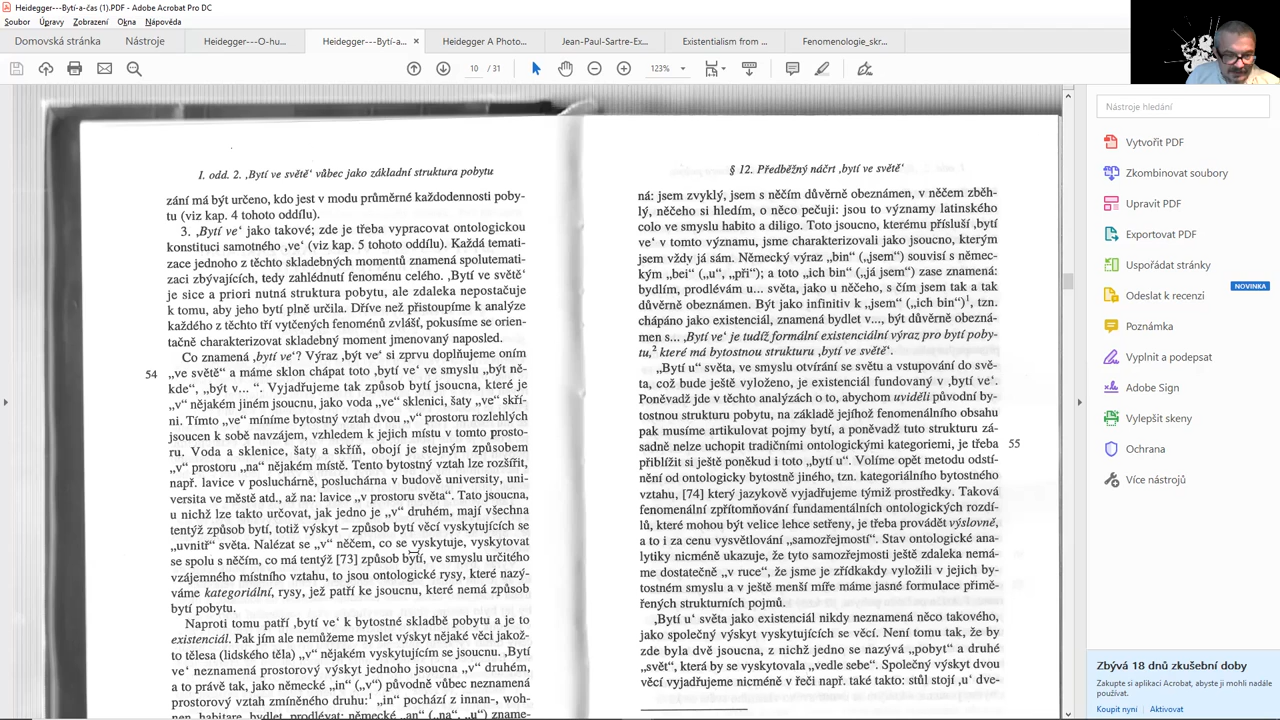 Heidegger---Bytí-a-čas (1).PDF - Adobe Acrobat Pro DC
Soubor Úpravy Zobrazení Okna Nápověda
Domovská stránka Nástroje Heidegger---O-hu... Heidegger---Bytí-a... × Heidegger A Photo... Jean-Paul-Sartre-Ex... Existentialism from ... Fenomenologie_skr...
10 / 31 123%
I. odd. 2. ‚Bytí ve světě‘ vůbec jako základní struktura pobytu
zání má být určeno, kdo jest v modu průměrné každodennosti poby-
tu (viz kap. 4 tohoto oddílu).
3. ‚Bytí ve‘ jako takové; zde je třeba vypracovat ontologickou
konstituci samotného ‚ve‘ (viz kap. 5 tohoto oddílu). Každá temati-
zace jednoho z těchto skladebných momentů znamená spolutemati-
zaci zbývajících, tedy zahlédnutí fenoménu celého. ‚Bytí ve světě‘
je sice a priori nutná struktura pobytu, ale zdaleka nepostačuje
k tomu, aby jeho bytí plně určila. Dříve než přistoupíme k analýze
každého z těchto tří vytčených fenoménů zvlášť, pokusíme se orien-
tačně charakterizovat skladebný moment jmenovaný naposled.
Co znamená ‚bytí ve‘? Výraz ‚být ve‘ si zprvu doplňujeme oním
54 „ve světě“ a máme sklon chápat toto ‚bytí ve‘ ve smyslu „být ně-
kde“, „být v... “. Vyjadřujeme tak způsob bytí jsoucna, které je
„v“ nějakém jiném jsoucnu, jako voda „ve“ sklenici, šaty „ve“ skří-
ni. Tímto „ve“ míníme bytostný vztah dvou „v“ prostoru rozlehlých
jsoucen k sobě navzájem, vzhledem k jejich místu v tomto prosto-
ru. Voda a sklenice, šaty a skříň, obojí je stejným způsobem
„v“ prostoru „na“ nějakém místě. Tento bytostný vztah lze rozšířit,
např. lavice v posluchárně, posluchárna v budově university, uni-
versita ve městě atd., až na: lavice „v prostoru světa“. Tato jsoucna,
u nichž lze takto určovat, jak jedno je „v“ druhém, mají všechna
tentýž způsob bytí, totiž výskyt – způsob bytí věcí vyskytujících se
„uvnitř“ světa. Nalézat se „v“ něčem, co se vyskytuje, vyskytovat
se spolu s něčím, co má tentýž [73] způsob bytí, ve smyslu určitého
vzájemného místního vztahu, to jsou ontologické rysy, které nazý-
váme kategoriální, rysy, jež patří ke jsoucnu, které nemá způsob
bytí pobytu.
Naproti tomu patří ‚bytí ve‘ k bytostné skladbě pobytu a je to
existenciál. Pak jím ale nemůžeme myslet výskyt nějaké věci jakož-
to tělesa (lidského těla) „v“ nějakém vyskytujícím se jsoucnu. ‚Bytí
ve‘ neznamená prostorový výskyt jednoho jsoucna „v“ druhém,
a to právě tak, jako německé „in“ („v“) původně vůbec neznamená
prostorový vztah zmíněného druhu:¹ „in“ pochází z innan-, woh-
nen, habitare, bydlet, prodlévat; německé „an“ („na“, „u“) zname-
§ 12. Předběžný náčrt ‚bytí ve světě‘
ná: jsem zvyklý, jsem s něčím důvěrně obeznámen, v něčem zběh-
lý, něčeho si hledím, o něco pečuji: jsou to významy latinského
colo ve smyslu habito a diligo. Toto jsoucno, kterému přísluší ‚bytí
ve‘ v tomto významu, jsme charakterizovali jako jsoucno, kterým
jsem vždy já sám. Německý výraz „bin“ („jsem“) souvisí s němec-
kým „bei“ („u“, „při“); a toto „ich bin“ („já jsem“) zase znamená:
bydlím, prodlévám u... světa, jako u něčeho, s čím jsem tak a tak
důvěrně obeznámen. Být jako infinitiv k „jsem“ („ich bin“)¹, tzn.
chápáno jako existenciál, znamená bydlet v..., být důvěrně obezná-
men s... ‚Bytí ve‘ je tudíž formální existenciální výraz pro bytí poby-
tu,² které má bytostnou strukturu ‚bytí ve světě‘.
„Bytí u“ světa, ve smyslu otvírání se světu a vstupování do svě-
ta, což bude ještě vyloženo, je existenciál fundovaný v ‚bytí ve‘.
Poněvadž jde v těchto analýzách o to, abychom uviděli původní by-
tostnou strukturu pobytu, na základě jejíhož fenomenálního obsahu
pak musíme artikulovat pojmy bytí, a poněvadž tuto strukturu zá-
sadně nelze uchopit tradičními ontologickými kategoriemi, je třeba 55
přiblížit si ještě poněkud i toto „bytí u“. Volíme opět metodu odstí-
nění od ontologicky bytostně jiného, tzn. kategoriálního bytostného
vztahu, [74] který jazykově vyjadřujeme týmiž prostředky. Taková
fenomenální zpřítomňování fundamentálních ontologických rozdí-
lů, které mohou být velice lehce setřeny, je třeba provádět výslovně,
a to i za cenu vysvětlování „samozřejmostí“. Stav ontologické ana-
lytiky nicméně ukazuje, že tyto samozřejmosti ještě zdaleka nemá-
me dostatečně „v ruce“, že jsme je zřídkakdy vyložili v jejich by-
tostném smyslu a v ještě menší míře máme jasné formulace přimě-
řených strukturních pojmů.
‚Bytí u‘ světa jako existenciál nikdy neznamená něco takového,
jako společný výskyt vyskytujících se věcí. Není tomu tak, že by
zde byla dvě jsoucna, z nichž jedno se nazývá „pobyt“ a druhé
„svět“, která by se vyskytovala „vedle sebe“. Společný výskyt dvou
věcí vyjadřujeme nicméně v řeči např. také takto: stůl stojí ‚u‘ dve-
Nástroje hledání
Vytvořit PDF
Zkombinovat soubory
Upravit PDF
Exportovat PDF
Uspořádat stránky
NOVINKA
Odeslat k recenzi
Poznámka
Vyplnit a podepsat
Adobe Sign
Vylepšit skeny
Ochrana
Více nástrojů
Zbývá 18 dnů zkušební doby
Zakupte si aplikaci Acrobat, abyste ji mohli nadále
používat.
Koupit nyní Aktivovat